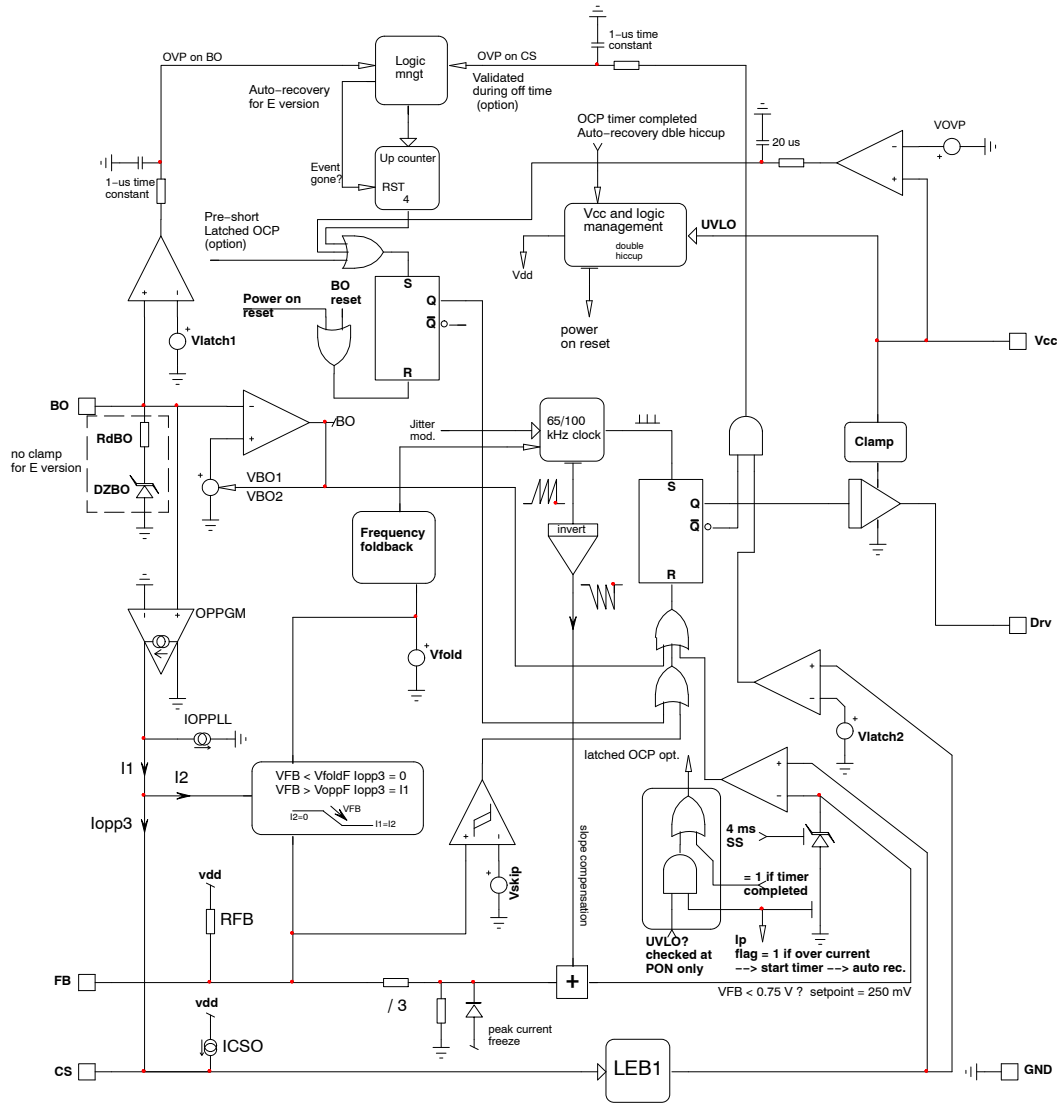 1-us time
constant
OVP on BO
Logic
mngt
OVP on CS
Auto-recovery
for E version
Validated
during off time
(option)
OCP timer completed
Auto-recovery dble hiccup
20 us
VOVP
+
-
+
1-us time
constant
Event
gone?
Up counter
RST
4
Pre-short
Latched OCP
(option)
Vcc and logic
management
double
hiccup
UVLO
Vdd
power
on reset
S
Q
Q
R
Power on
reset
BO
reset
+
-
+
Vlatch1
Vcc
BO
-
+
BO
RdBO
no clamp
for E version
DZBO
+
VBO1
VBO2
Jitter
mod.
65/100
kHz clock
Clamp
S
Q
Q
R
invert
Frequency
foldback
+
Vfold
-
+
OPPGM
Drv
IOPPLL
+
-
+
Vlatch2
I1
I2
VFB < VfoldF Iopp3 = 0
VFB > VoppF Iopp3 = I1
VFB
I2=0
I1=I2
Iopp3
latched OCP opt.
+
-
4 ms
SS
+
-
+
Vskip
slope compensation
= 1 if timer
completed
vdd
RFB
UVLO?
checked at
PON only
Ip
flag = 1 if over current
--> start timer --> auto rec.
FB
/ 3
+
VFB < 0.75 V ? setpoint = 250 mV
vdd
ICSO
peak current
freeze
CS
LEB1
GND